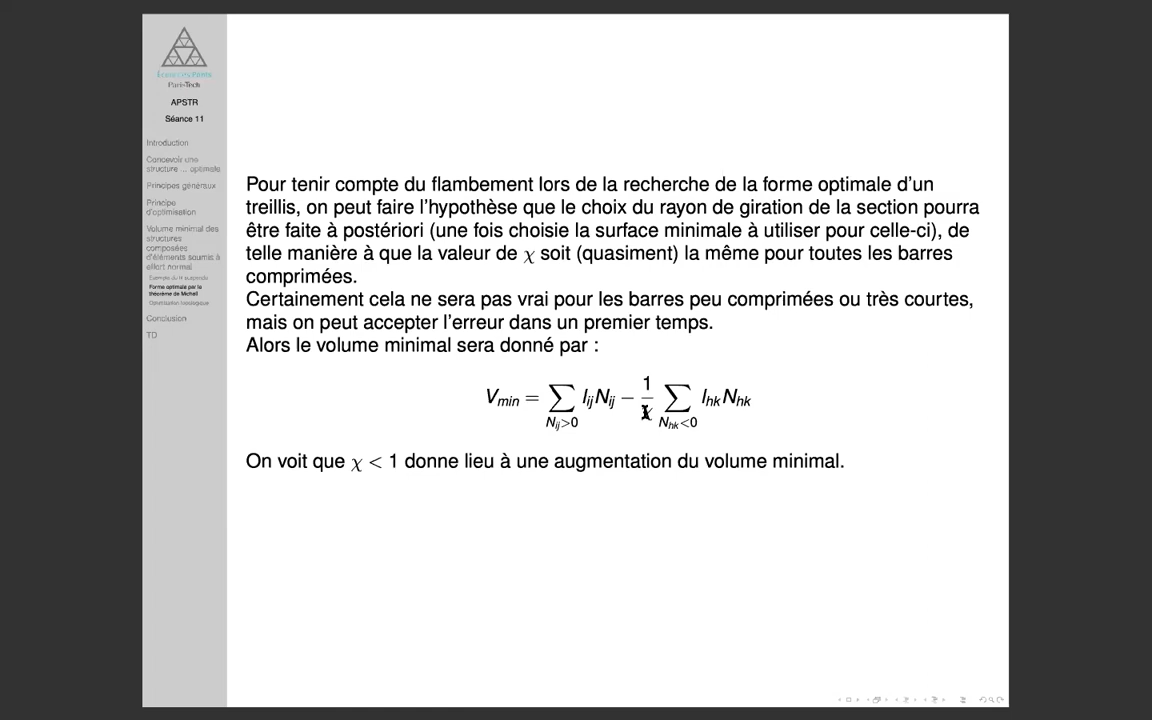 École des Ponts
ParisTech
APSTR
Séance 11
Introduction
Concevoir une
structure ... optimale
Principes généraux
Principe
d'optimisation
Volume minimal des
structures
composées
d'éléments soumis à
effort normal
Forme optimale par le
théorème de Michell
Optimisation topologique
Conclusion
TD
Pour tenir compte du flambement lors de la recherche de la forme optimale d'un
treillis, on peut faire l'hypothèse que le choix du rayon de giration de la section pourra
être faite à postériori (une fois choisie la surface minimale à utiliser pour celle-ci), de
telle manière à que la valeur de χ soit (quasiment) la même pour toutes les barres
comprimées.
Certainement cela ne sera pas vrai pour les barres peu comprimées ou très courtes,
mais on peut accepter l'erreur dans un premier temps.
Alors le volume minimal sera donné par :
V_min = ∑_{N_ij>0} l_ij N_ij − 1/χ ∑_{N_hk<0} l_hk N_hk
On voit que χ < 1 donne lieu à une augmentation du volume minimal.